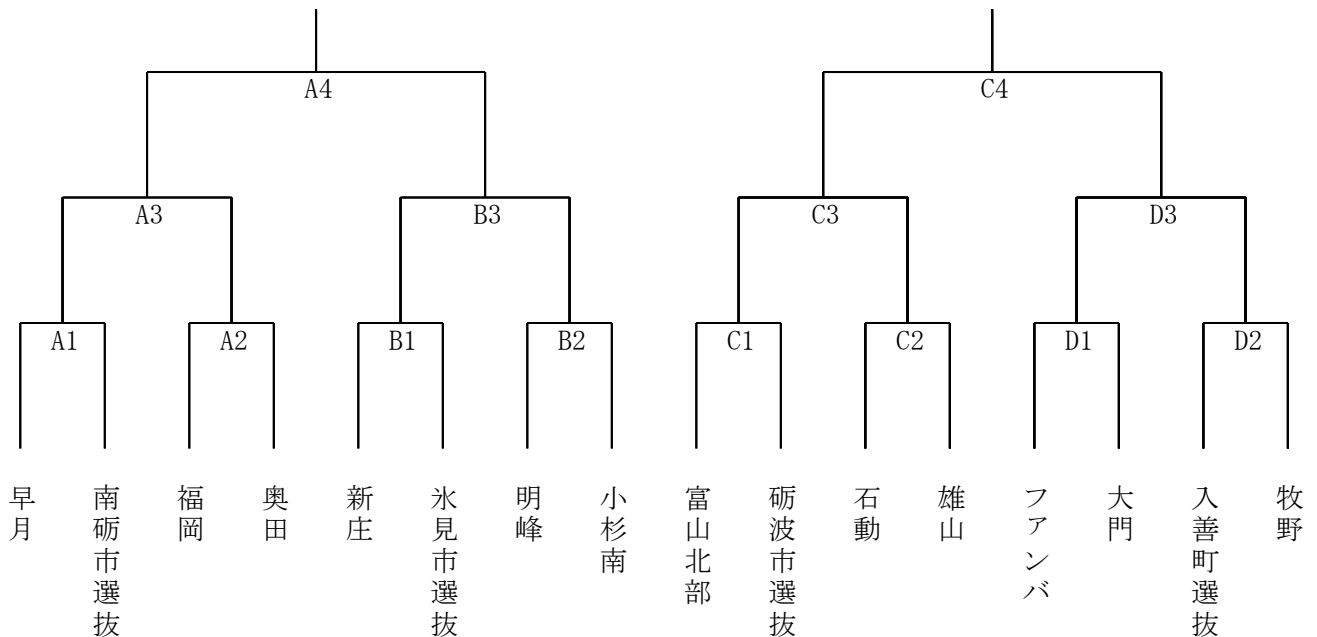 A4
C4
A3
B3
C3
D3
A1
A2
B1
B2
C1
C2
D1
D2
早月
南砺市選抜
福岡
奥田
新庄
氷見市選抜
明峰
小杉南
富山北部
砺波市選抜
石動
雄山
ファンバ
大門
入善町選抜
牧野